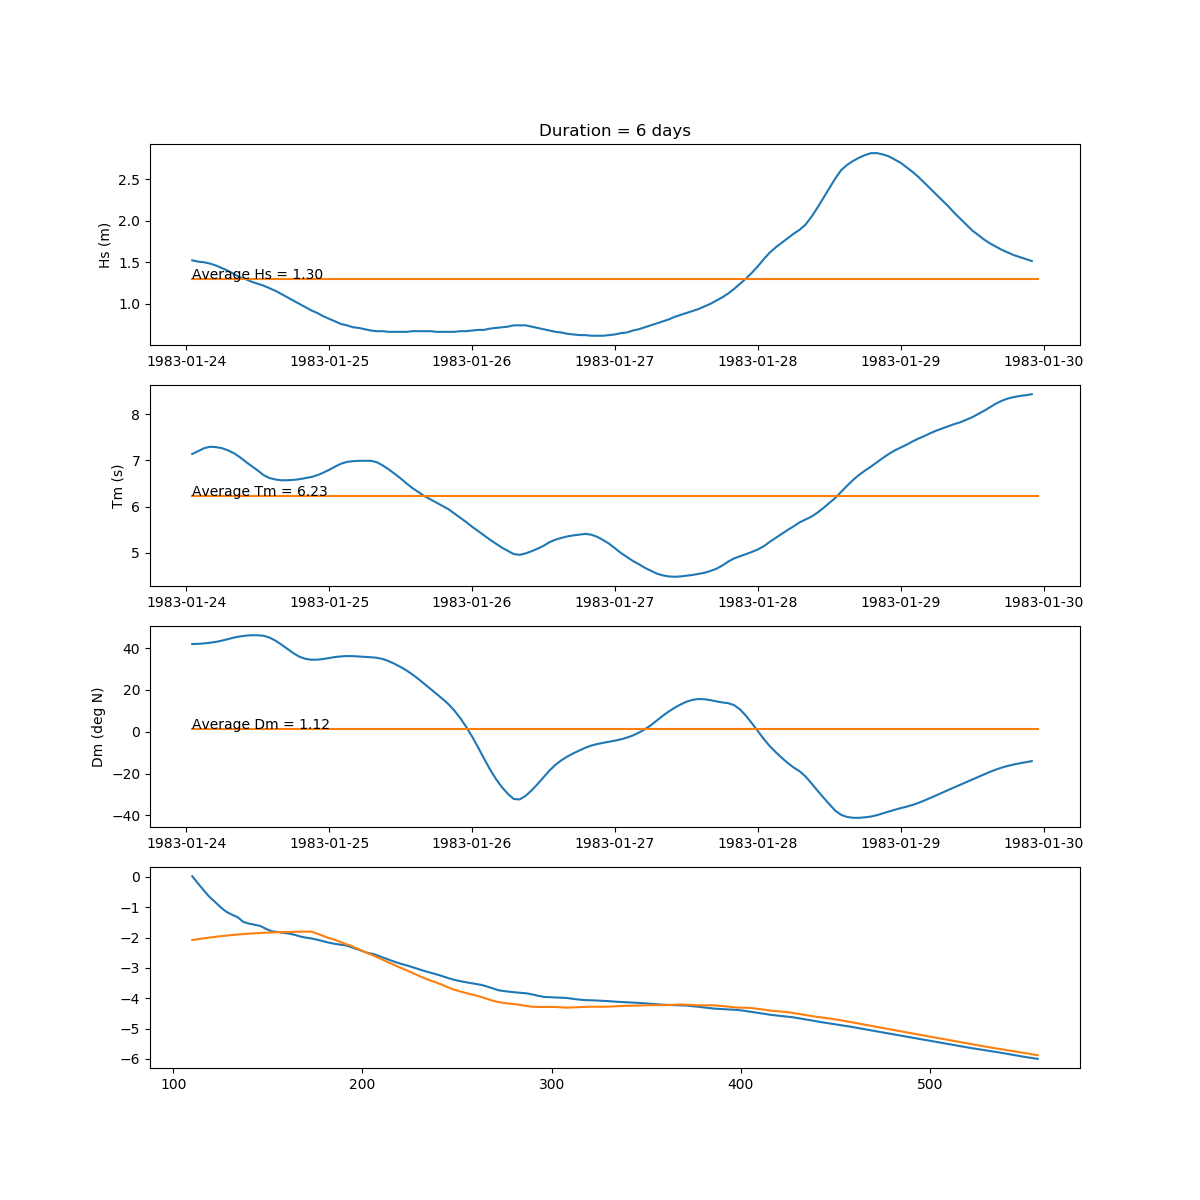 Duration = 6 days
2.5
2.0
1.5
1.0
Hs (m)
Average Hs = 1.30
1983-01-24 1983-01-25 1983-01-26 1983-01-27 1983-01-28 1983-01-29 1983-01-30
8
7
6
5
Tm (s)
Average Tm = 6.23
1983-01-24 1983-01-25 1983-01-26 1983-01-27 1983-01-28 1983-01-29 1983-01-30
40
20
0
−20
−40
Dm (deg N)
Average Dm = 1.12
1983-01-24 1983-01-25 1983-01-26 1983-01-27 1983-01-28 1983-01-29 1983-01-30
0
−1
−2
−3
−4
−5
−6
100 200 300 400 500